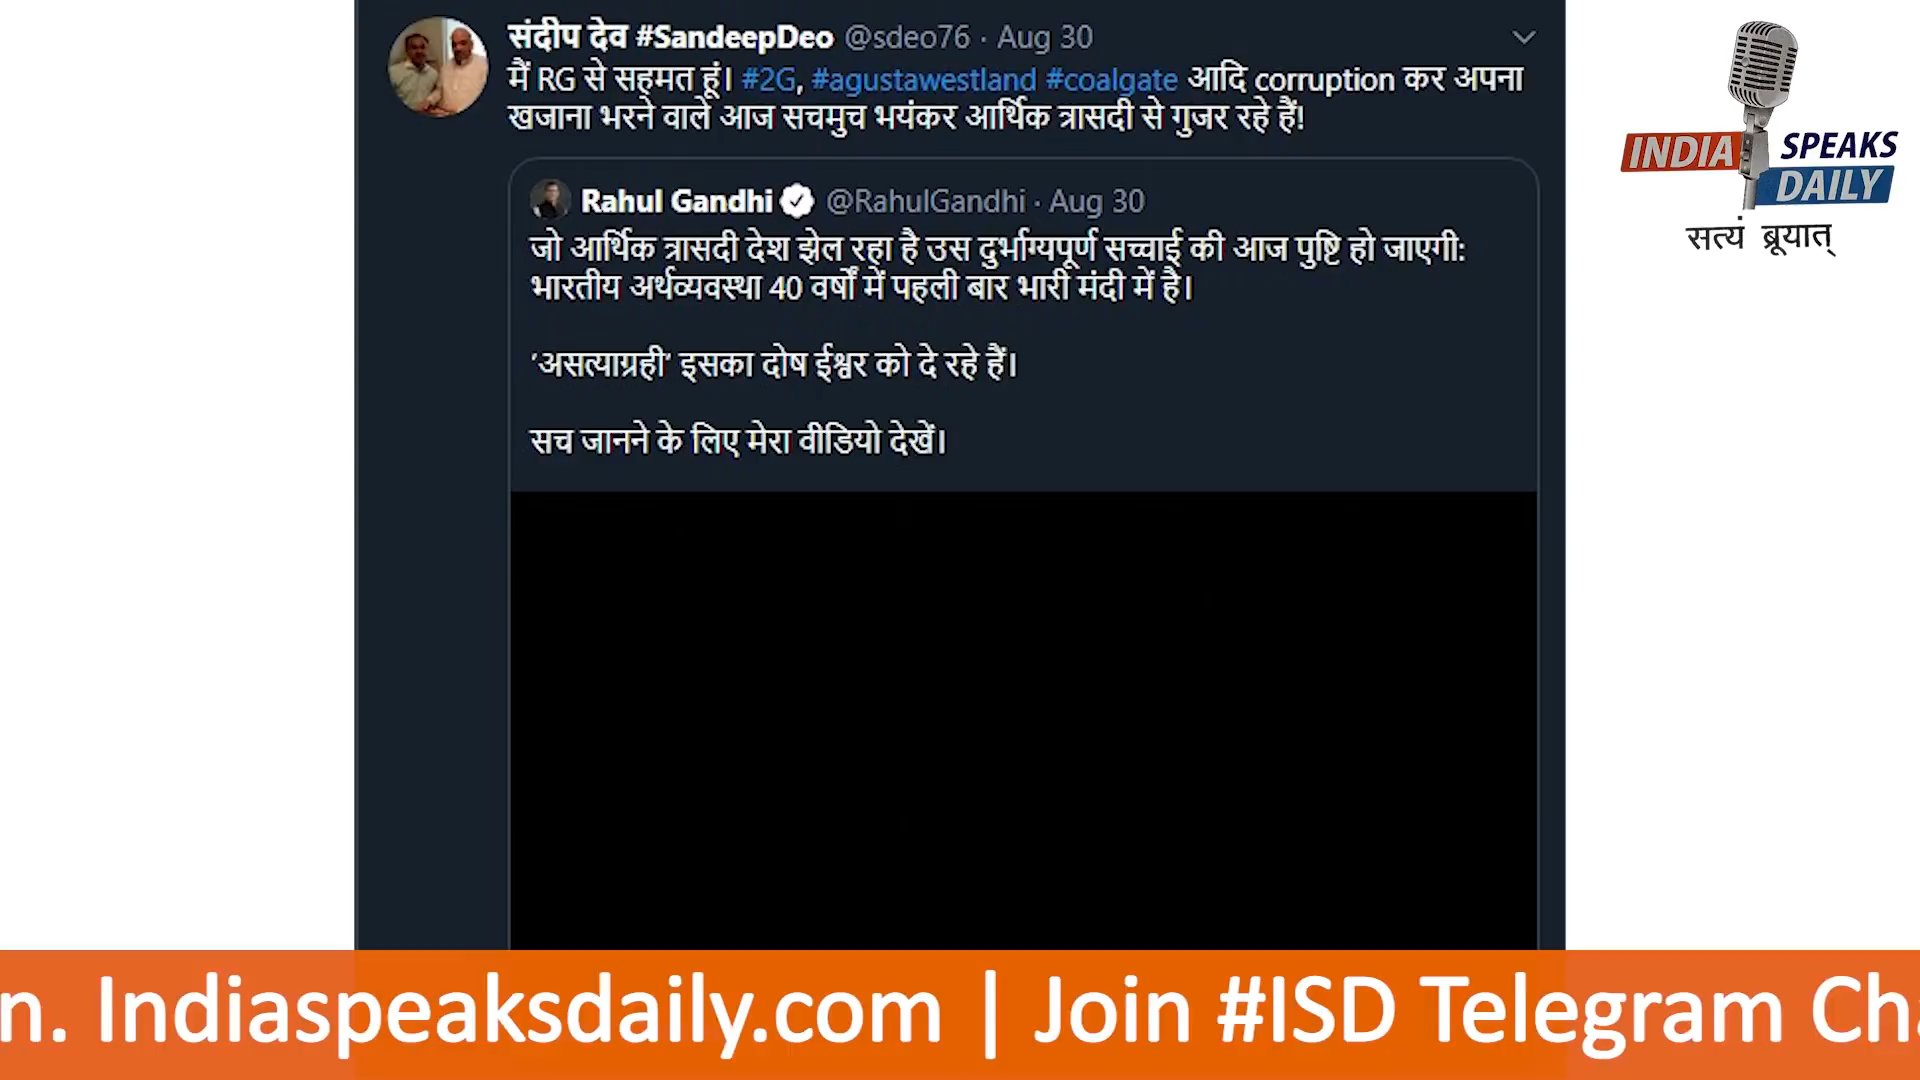 संदीप देव #SandeepDeo @sdeo76 · Aug 30
मैं RG से सहमत हूं। #2G, #agustawestland #coalgate आदि corruption कर अपना
खजाना भरने वाले आज सचमुच भयंकर आर्थिक त्रासदी से गुजर रहे हैं!
Rahul Gandhi @RahulGandhi · Aug 30
जो आर्थिक त्रासदी देश झेल रहा है उस दुर्भाग्यपूर्ण सच्चाई की आज पुष्टि हो जाएगी:
भारतीय अर्थव्यवस्था 40 वर्षों में पहली बार भारी मंदी में है।
'असत्याग्रही' इसका दोष ईश्वर को दे रहे हैं।
सच जानने के लिए मेरा वीडियो देखें।
INDIA SPEAKS
DAILY
सत्यं ब्रूयात्
n. Indiaspeaksdaily.com | Join #ISD Telegram Cha